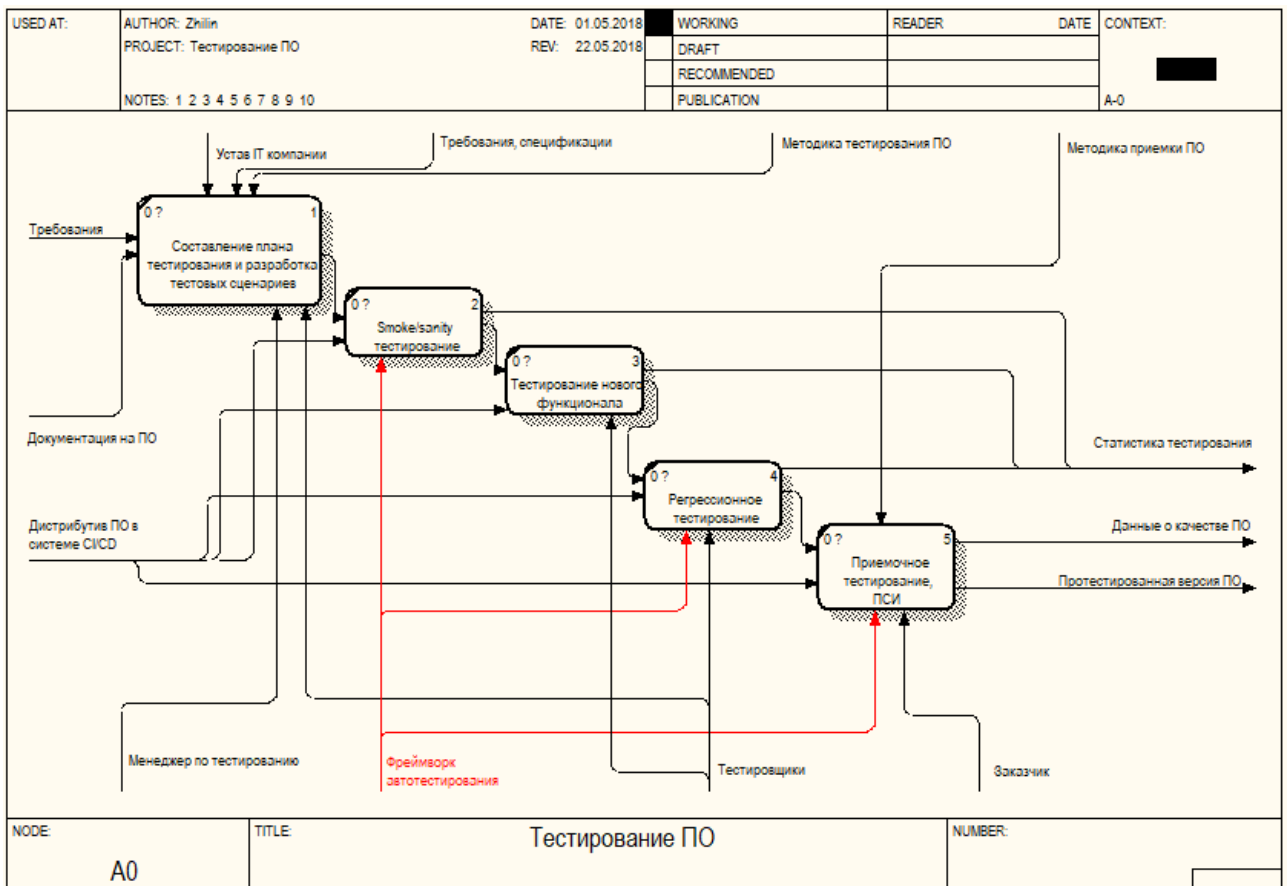 USED AT:
AUTHOR: Zhilin
DATE: 01.05.2018
WORKING
READER
DATE
CONTEXT:
PROJECT: Тестирование ПО
REV: 22.05.2018
DRAFT
RECOMMENDED
NOTES: 1 2 3 4 5 6 7 8 9 10
PUBLICATION
A-0
Устав IT компании
Требования, спецификации
Методика тестирования ПО
Методика приемки ПО
Требования
0 ?
1
Составление плана
тестирования и разработка
тестовых сценариев
0 ?
2
Smoke/sanity
тестирование
0 ?
3
Тестирование нового
функционала
Документация на ПО
Статистика тестирования
0 ?
4
Регрессионное
тестирование
Дистрибутив ПО в
системе CI/CD
Данные о качестве ПО
0 ?
5
Приемочное
тестирование,
ПСИ
Протестированная версия ПО
Менеджер по тестированию
Фреймворк
автотестирования
Тестировщики
Заказчик
NODE:
A0
TITLE:
Тестирование ПО
NUMBER: